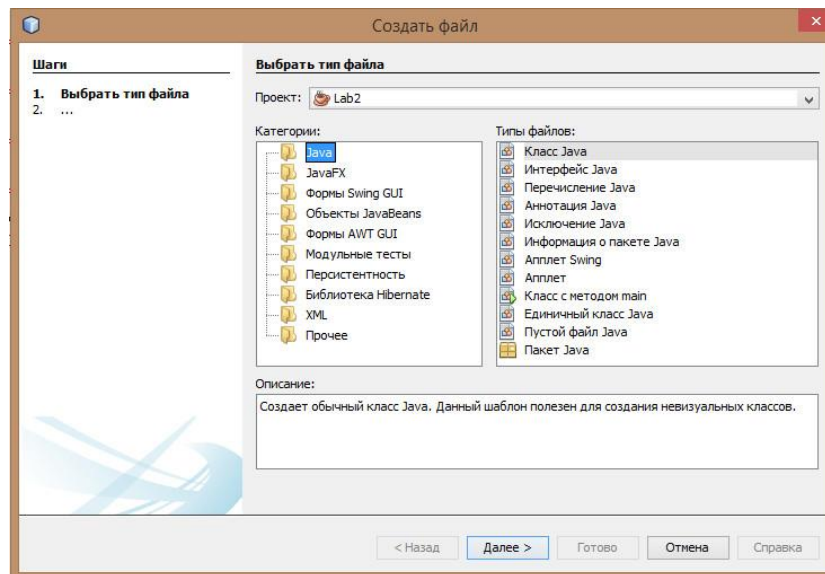 Создать файл
Шаги
1. Выбрать тип файла
2. ...
Выбрать тип файла
Проект: Lab2
Категории:
Java
JavaFX
Формы Swing GUI
Объекты JavaBeans
Формы AWT GUI
Модульные тесты
Персистентность
Библиотека Hibernate
XML
Прочее
Типы файлов:
Класс Java
Интерфейс Java
Перечисление Java
Аннотация Java
Исключение Java
Информация о пакете Java
Апплет Swing
Апплет
Класс с методом main
Единичный класс Java
Пустой файл Java
Пакет Java
Описание:
Создает обычный класс Java. Данный шаблон полезен для создания невизуальных классов.
< Назад
Далее >
Готово
Отмена
Справка